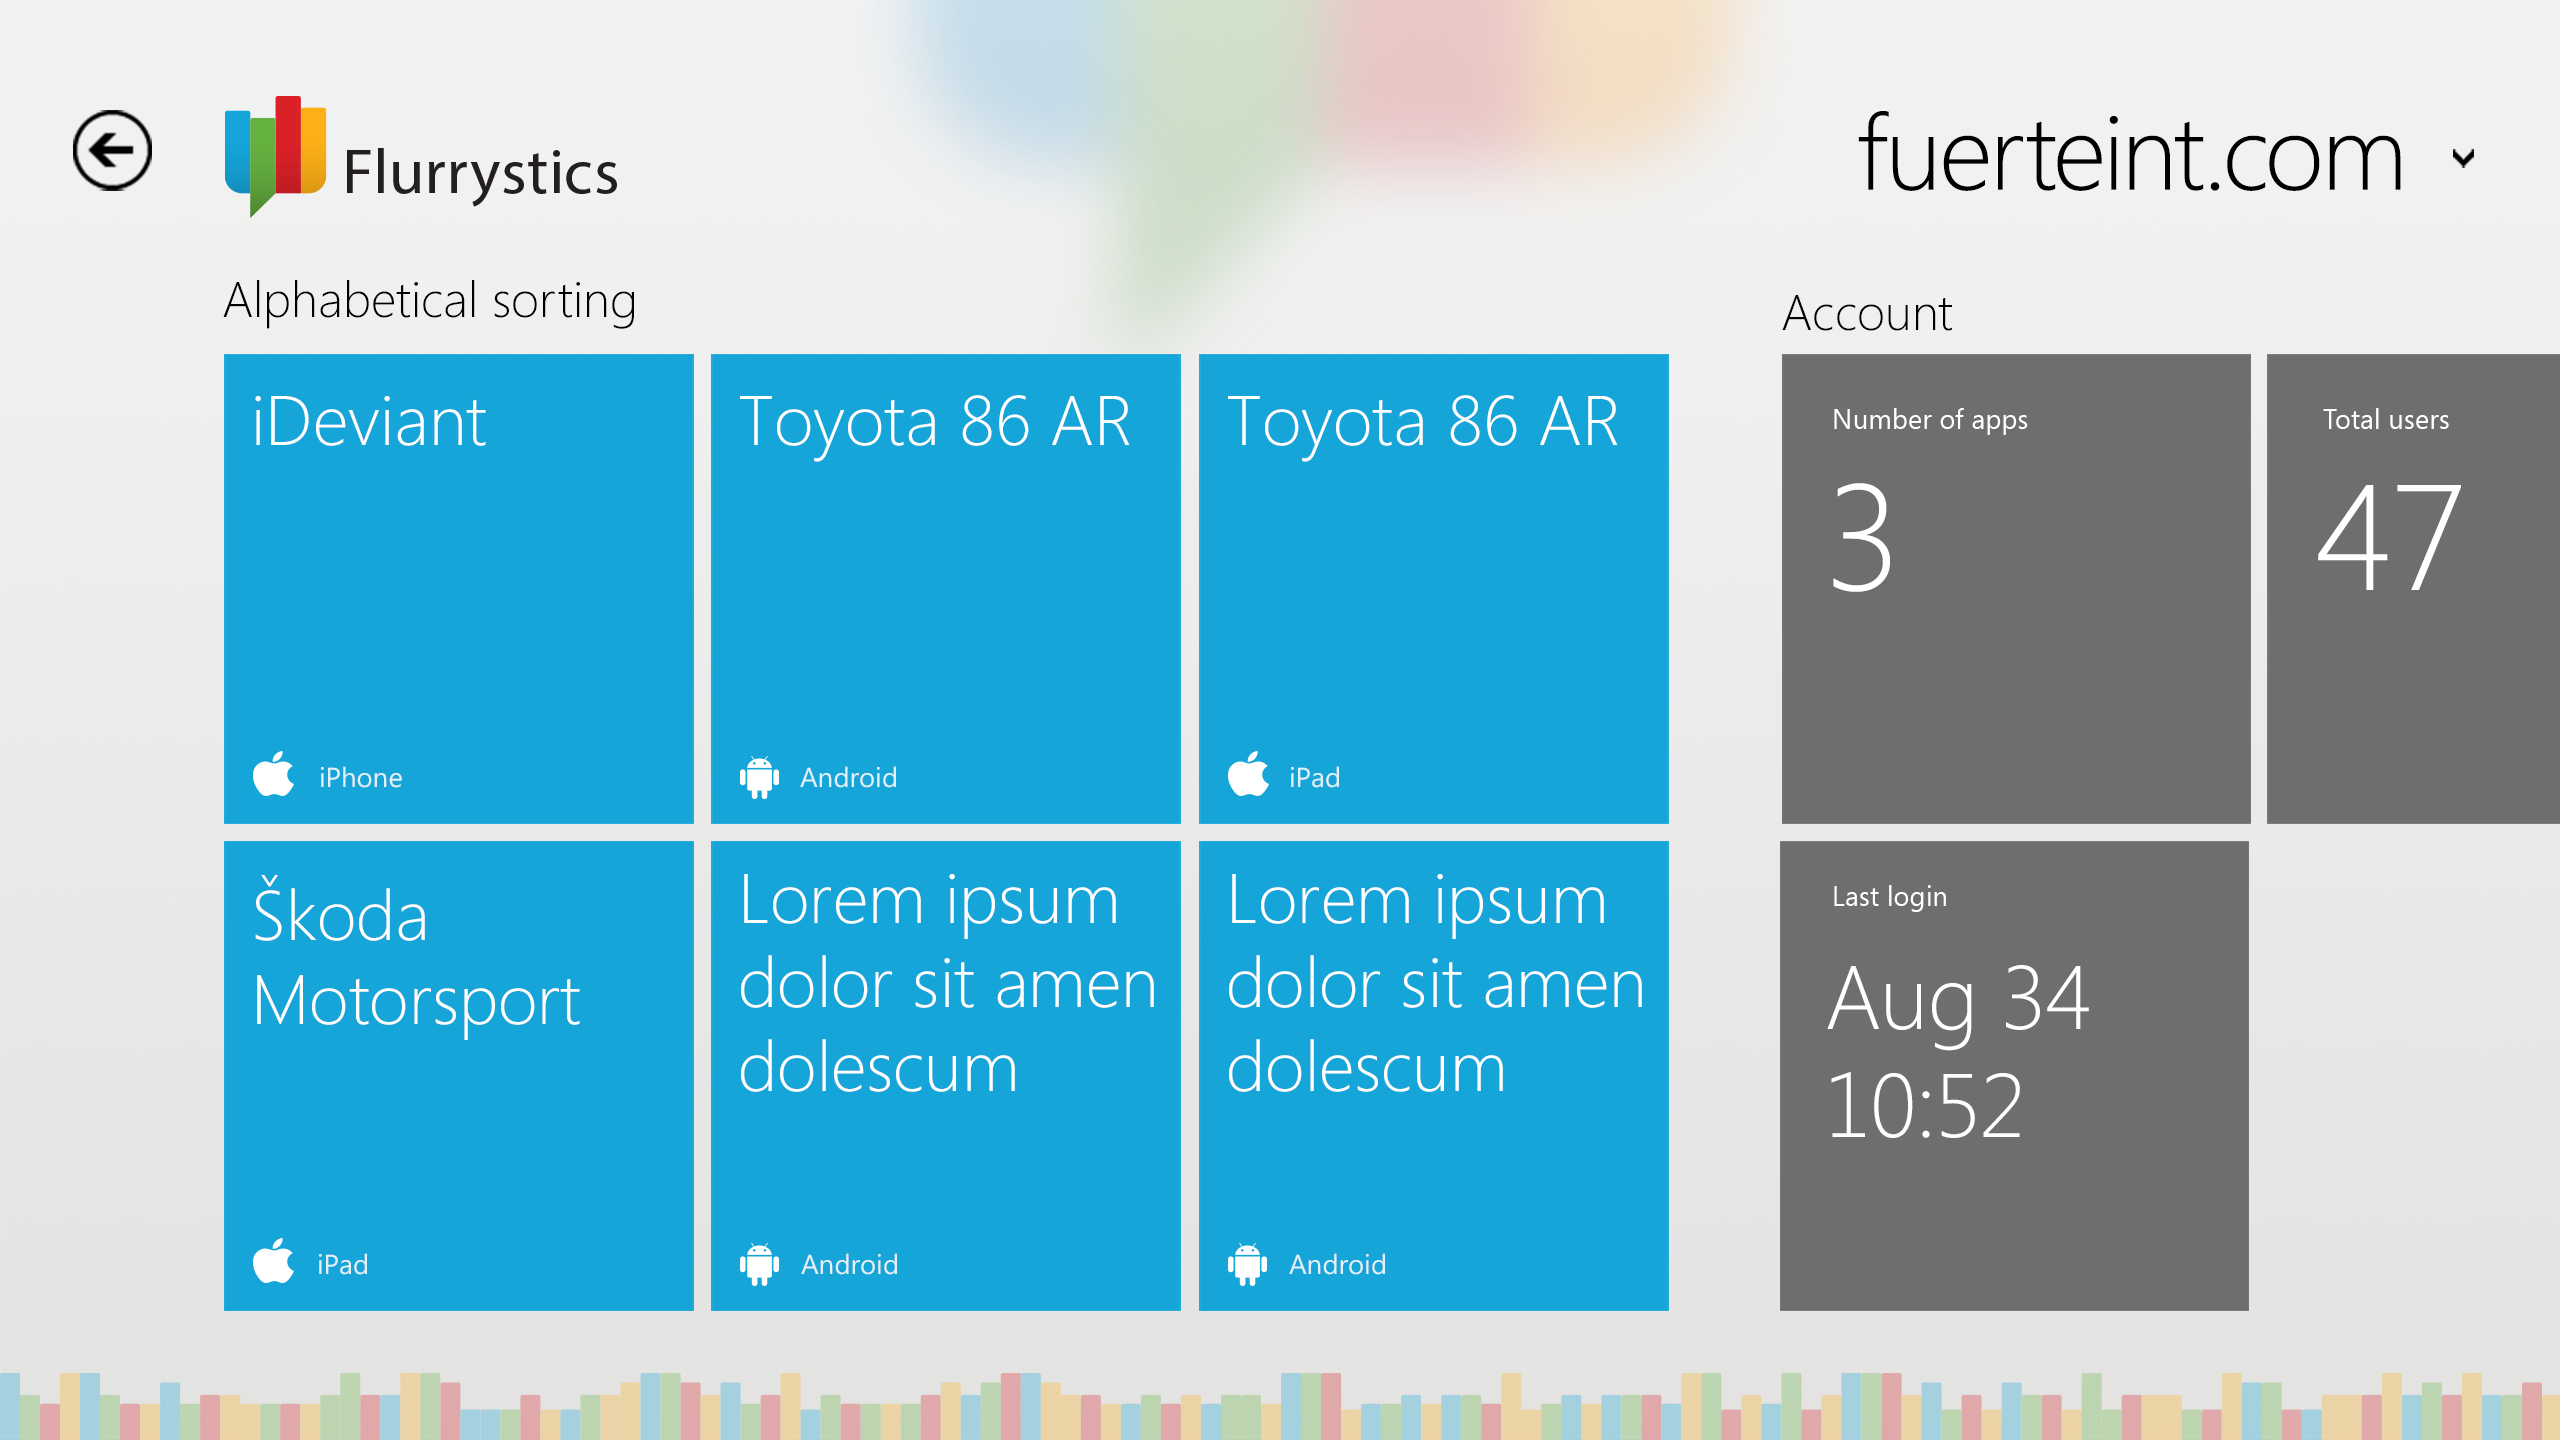 Flurrystics
fuerteint.com
Alphabetical sorting
iDeviant
iPhone
Toyota 86 AR
Android
Toyota 86 AR
iPad
Škoda
Motorsport
iPad
Lorem ipsum
dolor sit amen
dolescum
Android
Lorem ipsum
dolor sit amen
dolescum
Android
Account
Number of apps
3
Total users
47
Last login
Aug 34
10:52